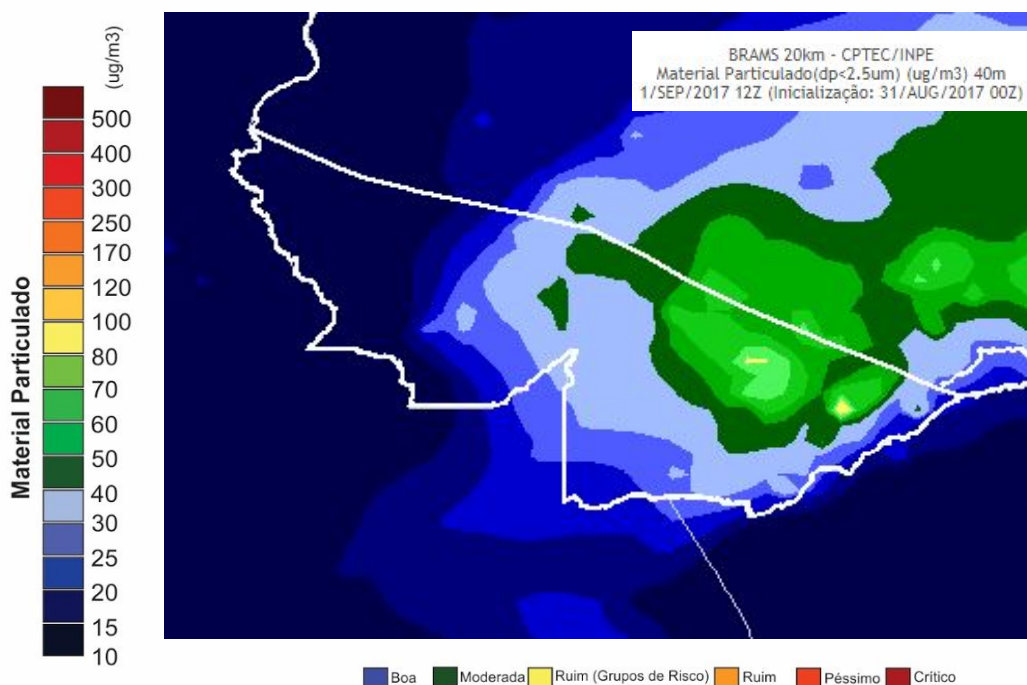 BRAMS 20km - CPTEC/INPE
Material Particulado(dp<2.5um) (ug/m3) 40m
1/SEP/2017 12Z (Inicialização: 31/AUG/2017 00Z)
(ug/m3)
Material Particulado
500
400
300
250
170
120
100
80
70
60
50
40
30
25
20
15
10
Boa Moderada Ruim (Grupos de Risco) Ruim Péssimo Crítico